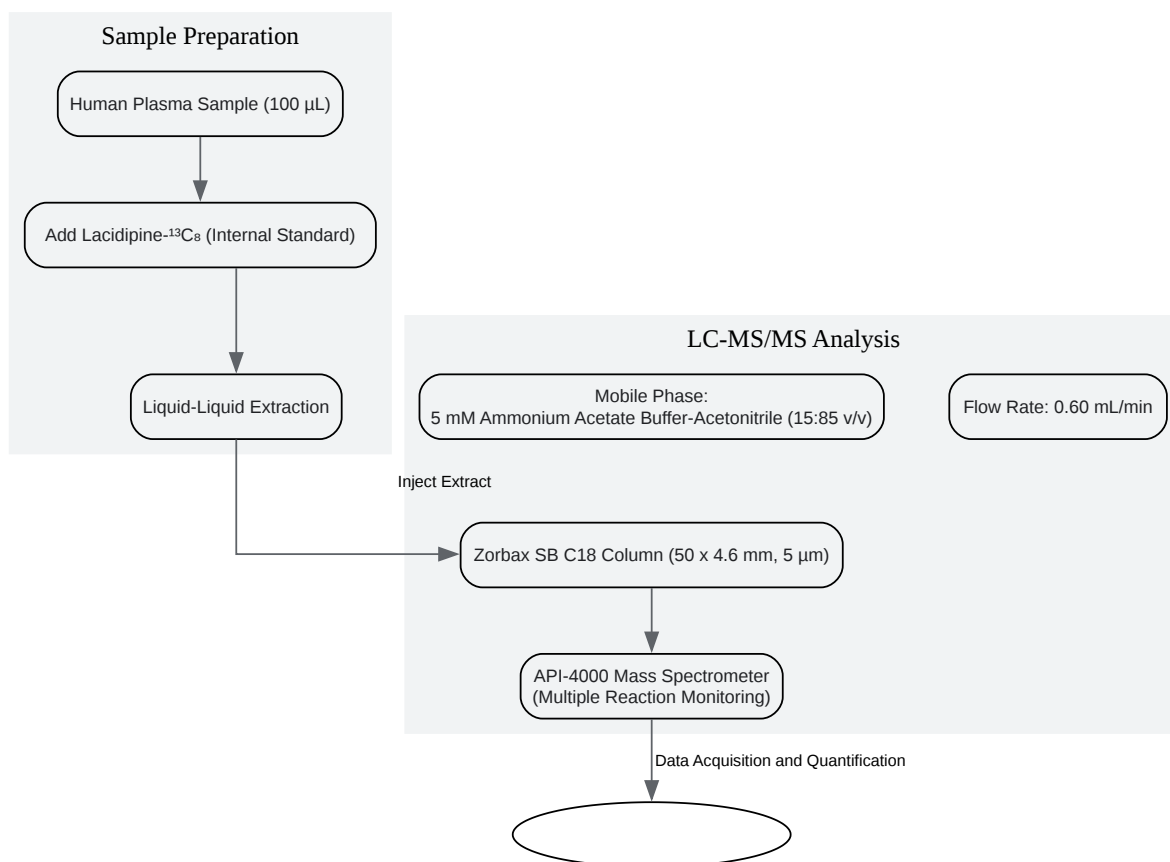 Sample Preparation
Human Plasma Sample (100 µL)
Add Lacidipine-¹³C₈ (Internal Standard)
Liquid-Liquid Extraction
LC-MS/MS Analysis
Mobile Phase:
5 mM Ammonium Acetate Buffer-Acetonitrile (15:85 v/v)
Flow Rate: 0.60 mL/min
Inject Extract
Zorbax SB C18 Column (50 x 4.6 mm, 5 µm)
API-4000 Mass Spectrometer
(Multiple Reaction Monitoring)
Data Acquisition and Quantification